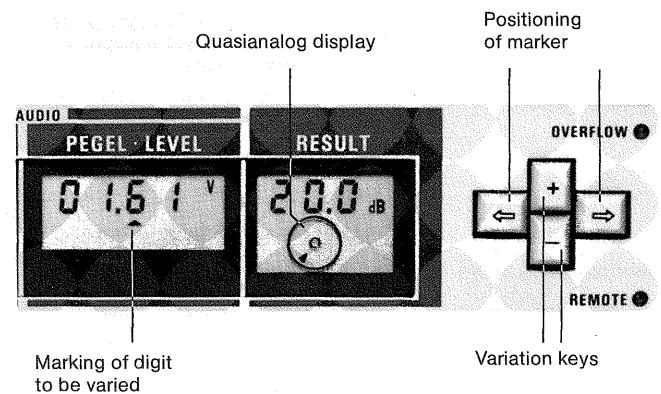 Positioning
of marker
Quasianalog display
AUDIO
PEGEL · LEVEL
RESULT
OVERFLOW
01.61 V
20.0 dB
+
⇦
⇨
−
REMOTE
Marking of digit
to be varied
Variation keys